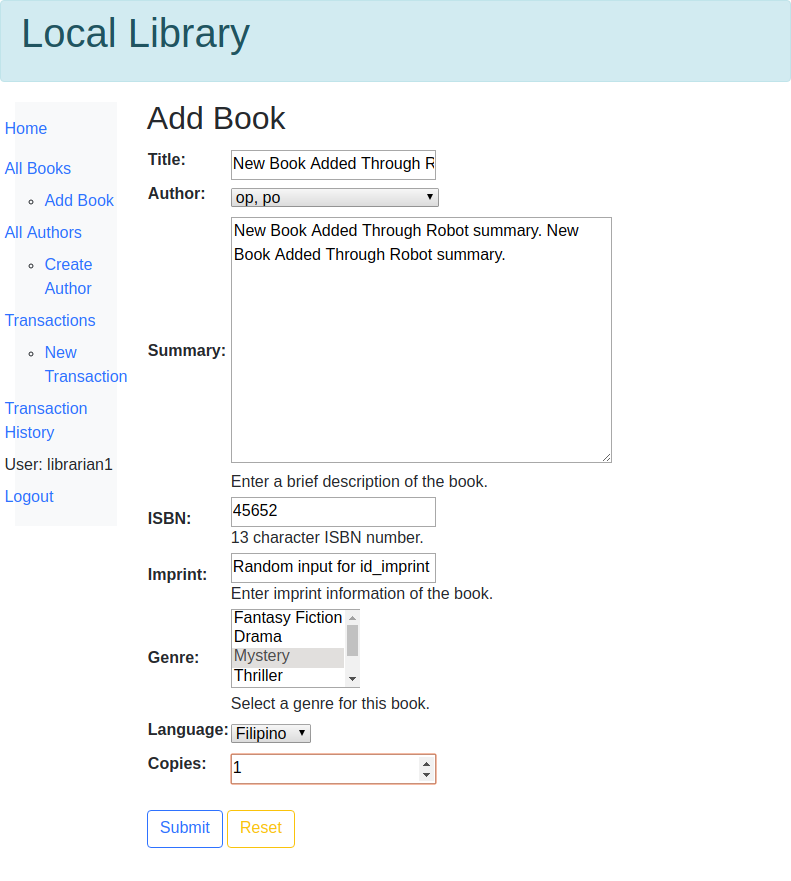 Local Library
Home
All Books
Add Book
All Authors
Create
Author
Transactions
New
Transaction
Transaction
History
User: librarian1
Logout
Add Book
Title: New Book Added Through R
Author: op, po
New Book Added Through Robot summary. New
Book Added Through Robot summary.
Summary:
Enter a brief description of the book.
ISBN: 45652
13 character ISBN number.
Imprint: Random input for id_imprint
Enter imprint information of the book.
Fantasy Fiction
Drama
Mystery
Genre:
Thriller
Select a genre for this book.
Language: Filipino
Copies: 1
Submit Reset